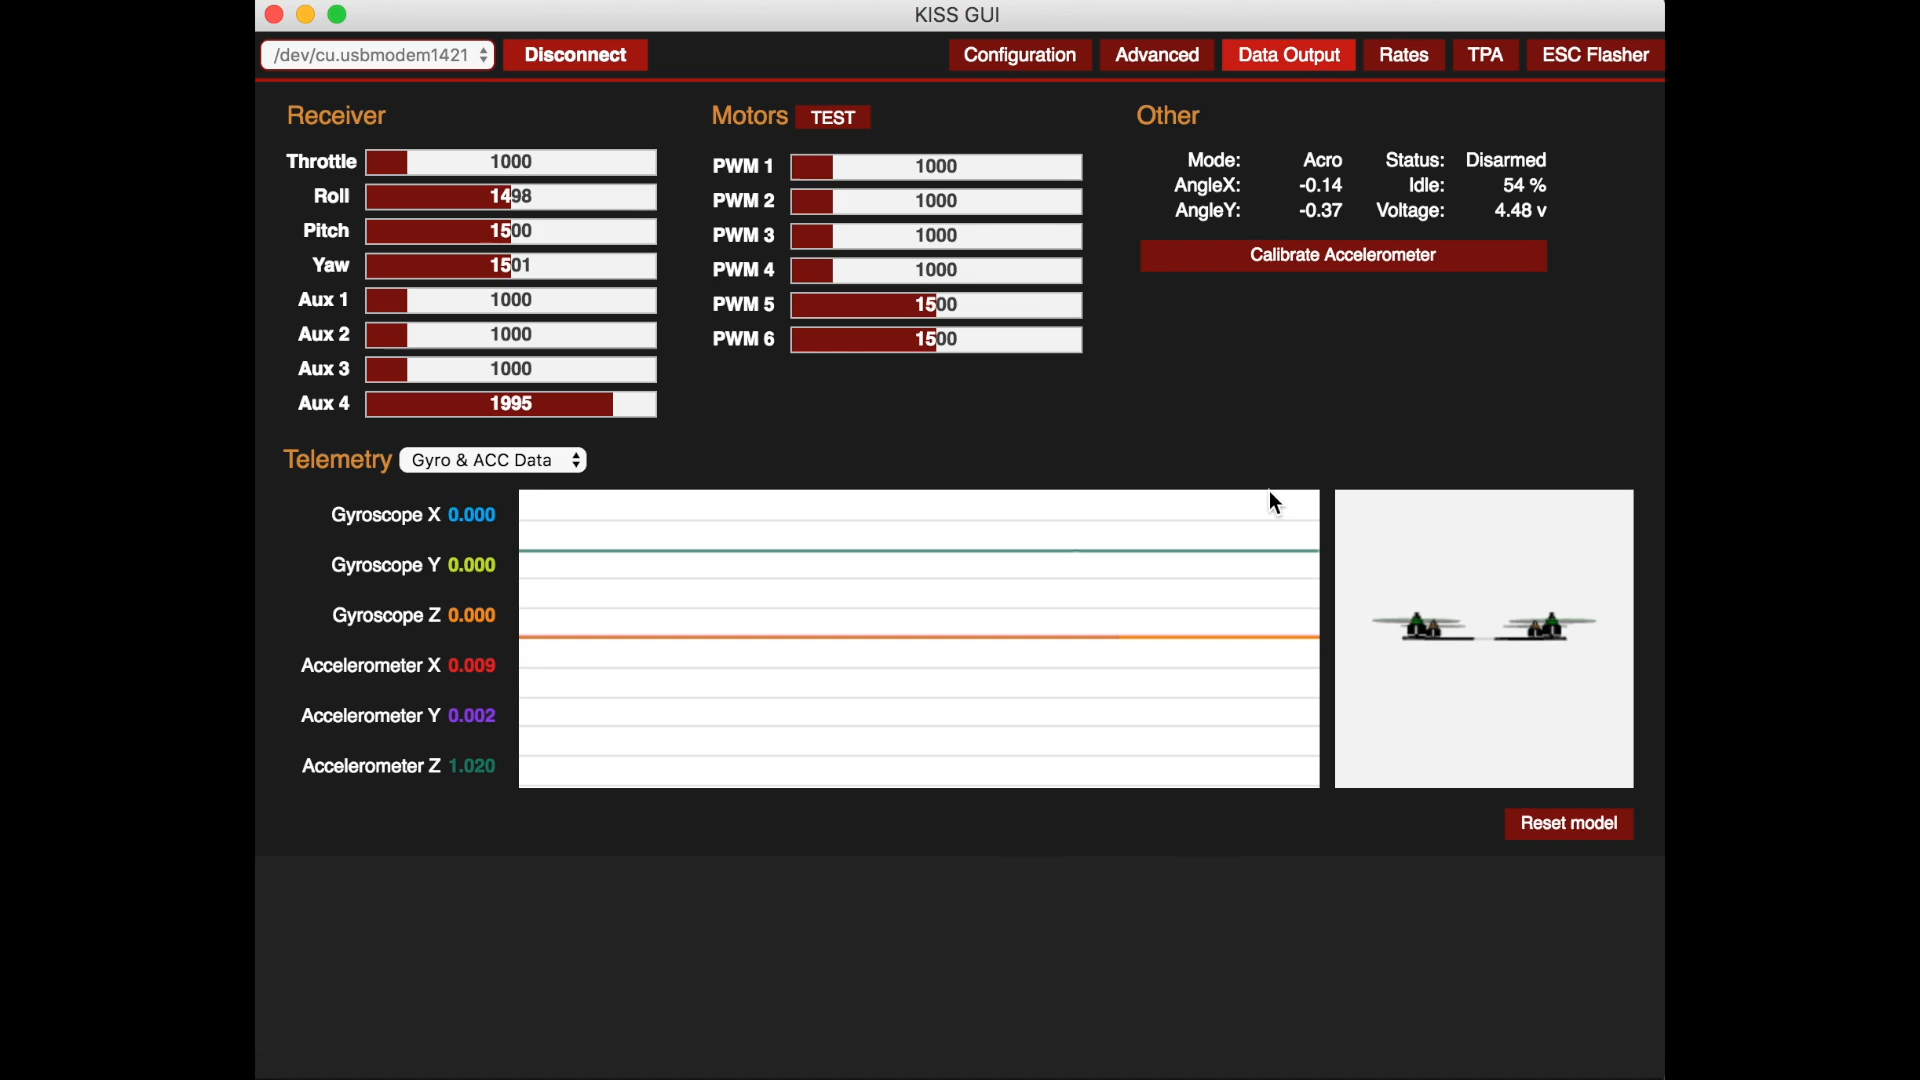 KISS GUI
/dev/cu.usbmodem1421 Disconnect Configuration Advanced Data Output Rates TPA ESC Flasher
Receiver
Throttle 1000
Roll 1498
Pitch 1500
Yaw 1501
Aux 1 1000
Aux 2 1000
Aux 3 1000
Aux 4 1995
Motors TEST
PWM 1 1000
PWM 2 1000
PWM 3 1000
PWM 4 1000
PWM 5 1500
PWM 6 1500
Other
Mode: Acro Status: Disarmed
AngleX: -0.14 Idle: 54 %
AngleY: -0.37 Voltage: 4.48 v
Calibrate Accelerometer
Telemetry Gyro & ACC Data
Gyroscope X 0.000
Gyroscope Y 0.000
Gyroscope Z 0.000
Accelerometer X 0.009
Accelerometer Y 0.002
Accelerometer Z 1.020
Reset model